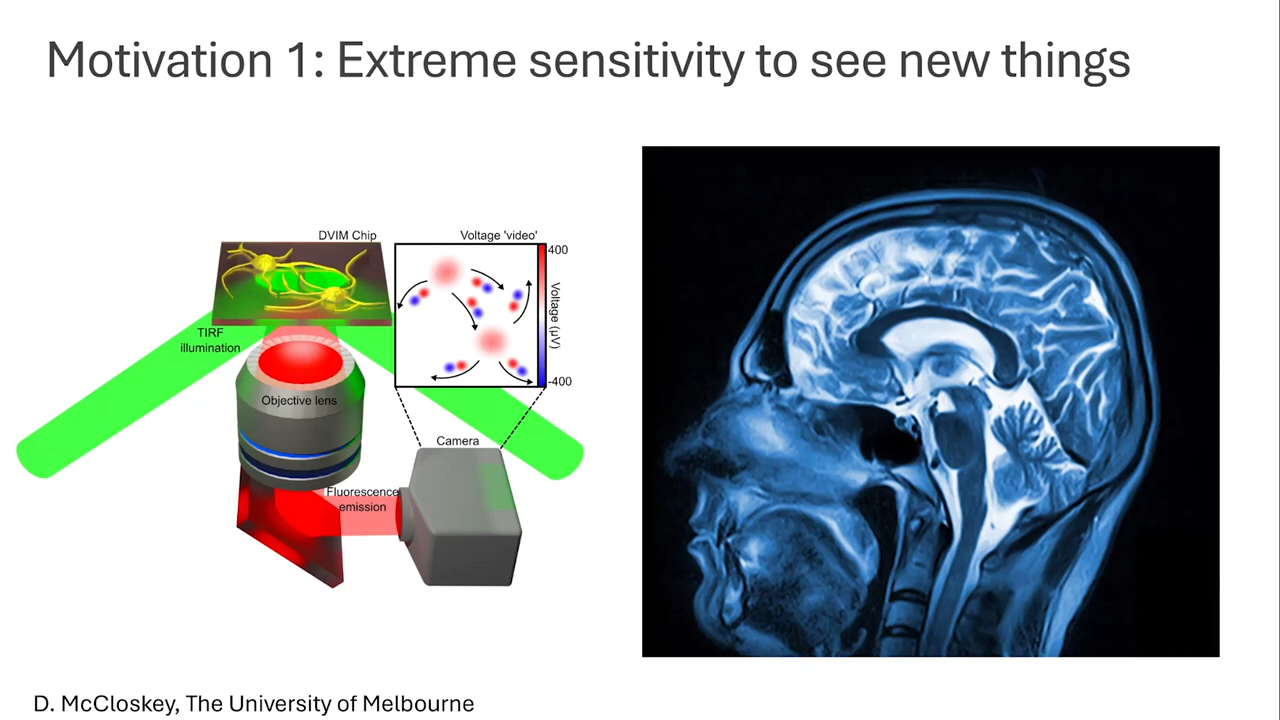 Motivation 1: Extreme sensitivity to see new things
DVIM Chip
Voltage 'video'
400
Voltage (µV)
-400
TIRF
illumination
Objective lens
Camera
Fluorescence
emission
D. McCloskey, The University of Melbourne